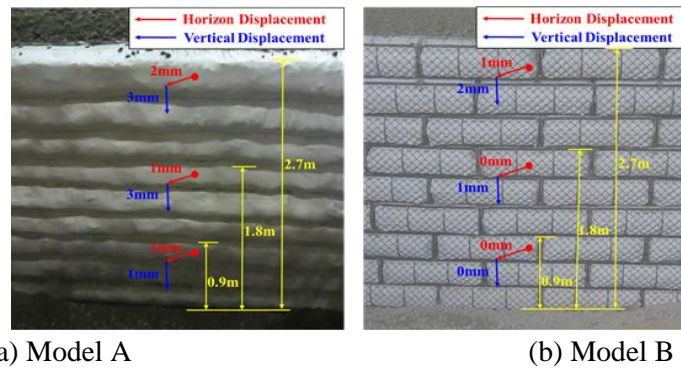 Horizon Displacement
Vertical Displacement
2mm
3mm
2.7m
1mm
3mm
1.8m
1mm
0.9m
1mm
Horizon Displacement
Vertical Displacement
1mm
2mm
2.7m
0mm
1mm
1.8m
0mm
0.9m
0mm
a) Model A
(b) Model B